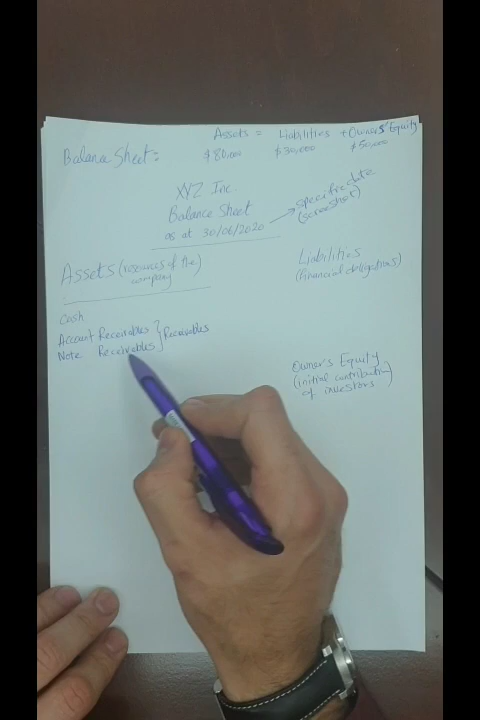 Assets = Liabilities + Owner's Equity
Balance Sheet: $80,000 $30,000 $50,000
XYZ Inc.
Balance Sheet
as at 30/06/2020
specific date
(screenshot)
Assets (resources of the
company)
Liabilities
(financial obligations)
Cash
Account Receivables
Note Receivables
Receivables
Owner's Equity
(initial contribution
of investors)